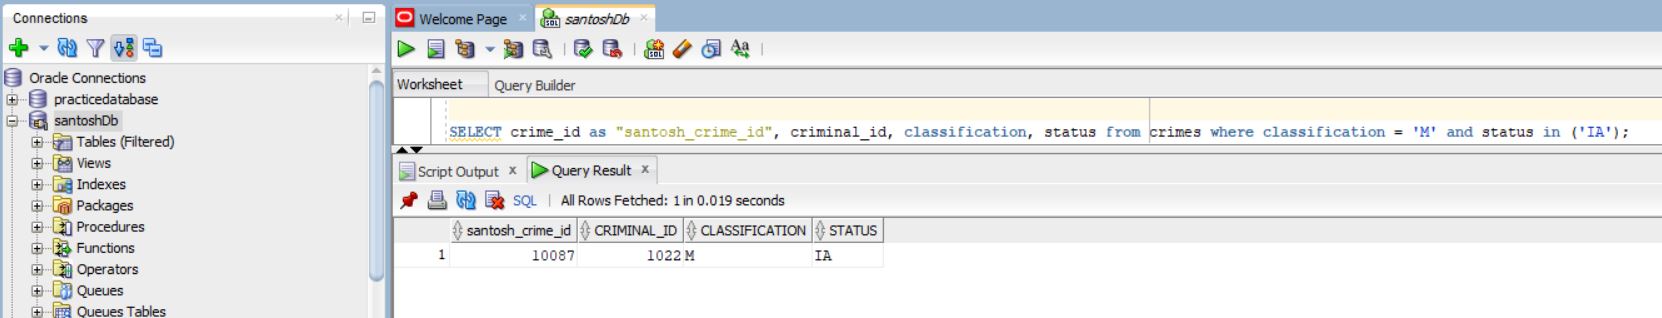 Connections
Oracle Connections
practicedatabase
santoshDb
Tables (Filtered)
Views
Indexes
Packages
Procedures
Functions
Operators
Queues
Queues Tables
Welcome Page
santoshDb
SQL
SQL
Aa
Worksheet
Query Builder
SELECT crime_id as "santosh_crime_id", criminal_id, classification, status from crimes where classification = 'M' and status in ('IA');
Script Output x
Query Result x
SQL | All Rows Fetched: 1 in 0.019 seconds
santosh_crime_id CRIMINAL_ID CLASSIFICATION STATUS
1 10087 1022 M IA